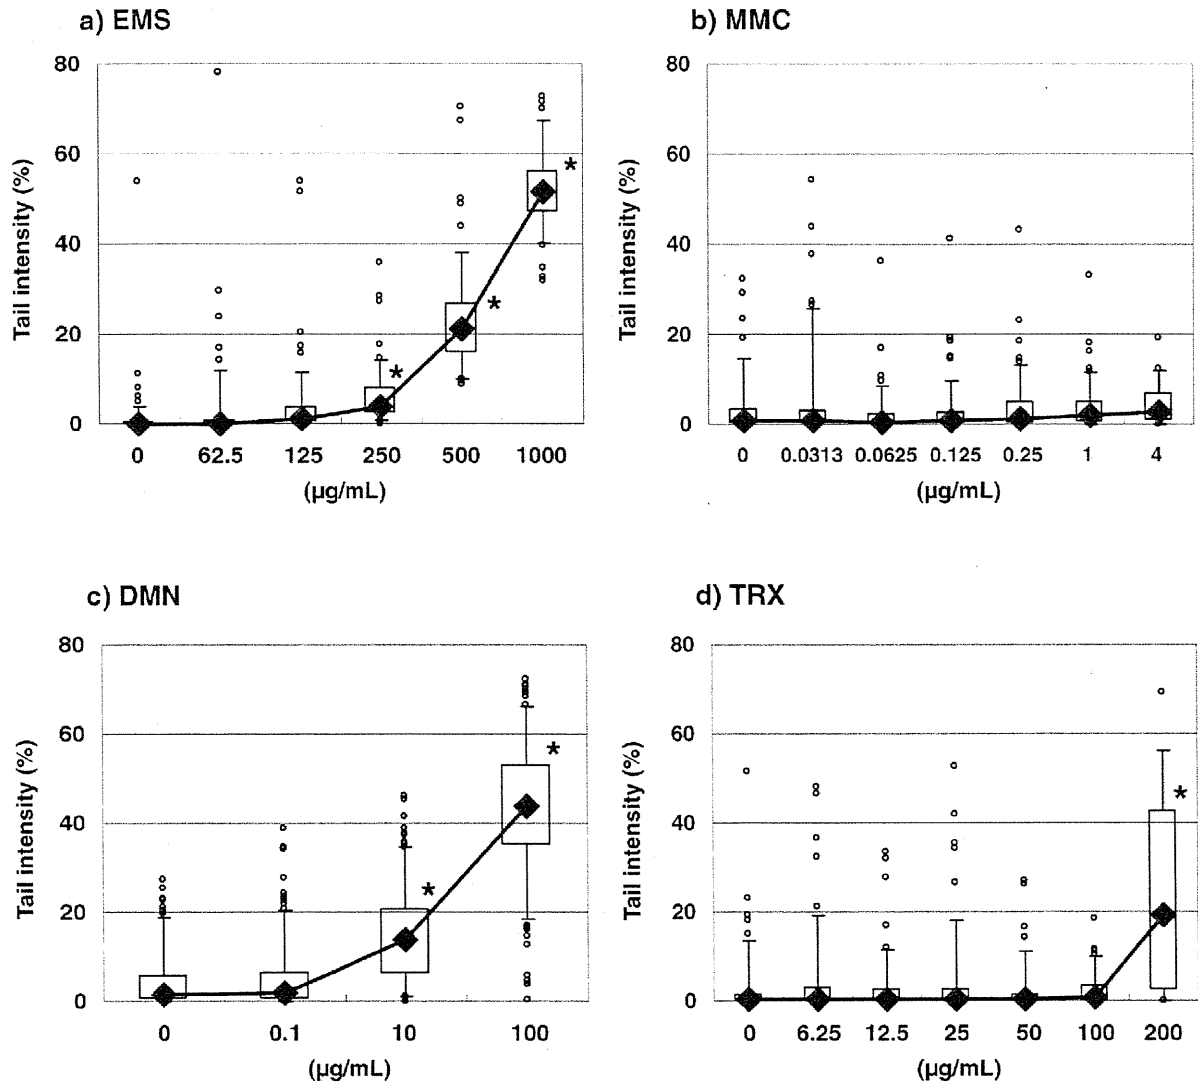 a) EMS
80
60
40
20
0
Tail intensity (%)
*
*
*
0 62.5 125 250 500 1000
(µg/mL)
b) MMC
80
60
40
20
0
Tail intensity (%)
0 0.0313 0.0625 0.125 0.25 1 4
(µg/mL)
c) DMN
80
60
40
20
0
Tail intensity (%)
*
*
0 0.1 10 100
(µg/mL)
d) TRX
80
60
40
20
0
Tail intensity (%)
*
0 6.25 12.5 25 50 100 200
(µg/mL)